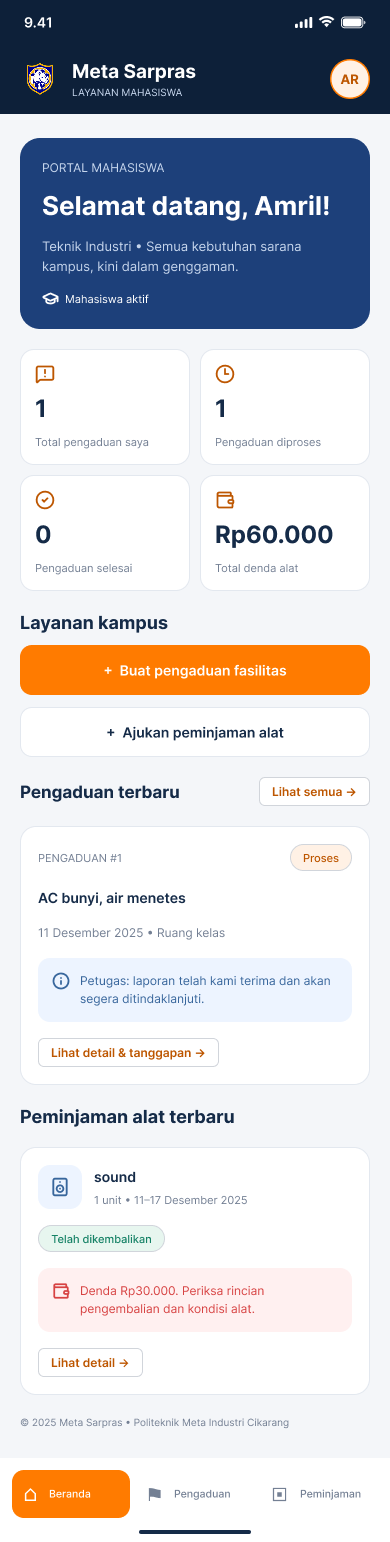 9.41
Meta Sarpras
LAYANAN MAHASISWA
AR
PORTAL MAHASISWA
Selamat datang, Amril!
Teknik Industri • Semua kebutuhan sarana
kampus, kini dalam genggaman.
Mahasiswa aktif
1
Total pengaduan saya
1
Pengaduan diproses
0
Pengaduan selesai
Rp60.000
Total denda alat
Layanan kampus
+ Buat pengaduan fasilitas
+ Ajukan peminjaman alat
Pengaduan terbaru
Lihat semua →
PENGADUAN #1
Proses
AC bunyi, air menetes
11 Desember 2025 • Ruang kelas
Petugas: laporan telah kami terima dan akan
segera ditindaklanjuti.
Lihat detail & tanggapan →
Peminjaman alat terbaru
sound
1 unit • 11–17 Desember 2025
Telah dikembalikan
Denda Rp30.000. Periksa rincian
pengembalian dan kondisi alat.
Lihat detail →
© 2025 Meta Sarpras • Politeknik Meta Industri Cikarang
Beranda
Pengaduan
Peminjaman